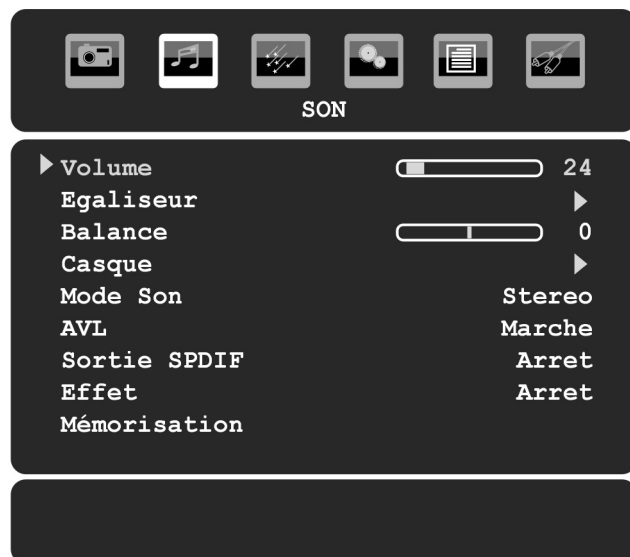 SON
Volume 24
Egaliseur
Balance 0
Casque
Mode Son Stereo
AVL Marche
Sortie SPDIF Arret
Effet Arret
Mémorisation